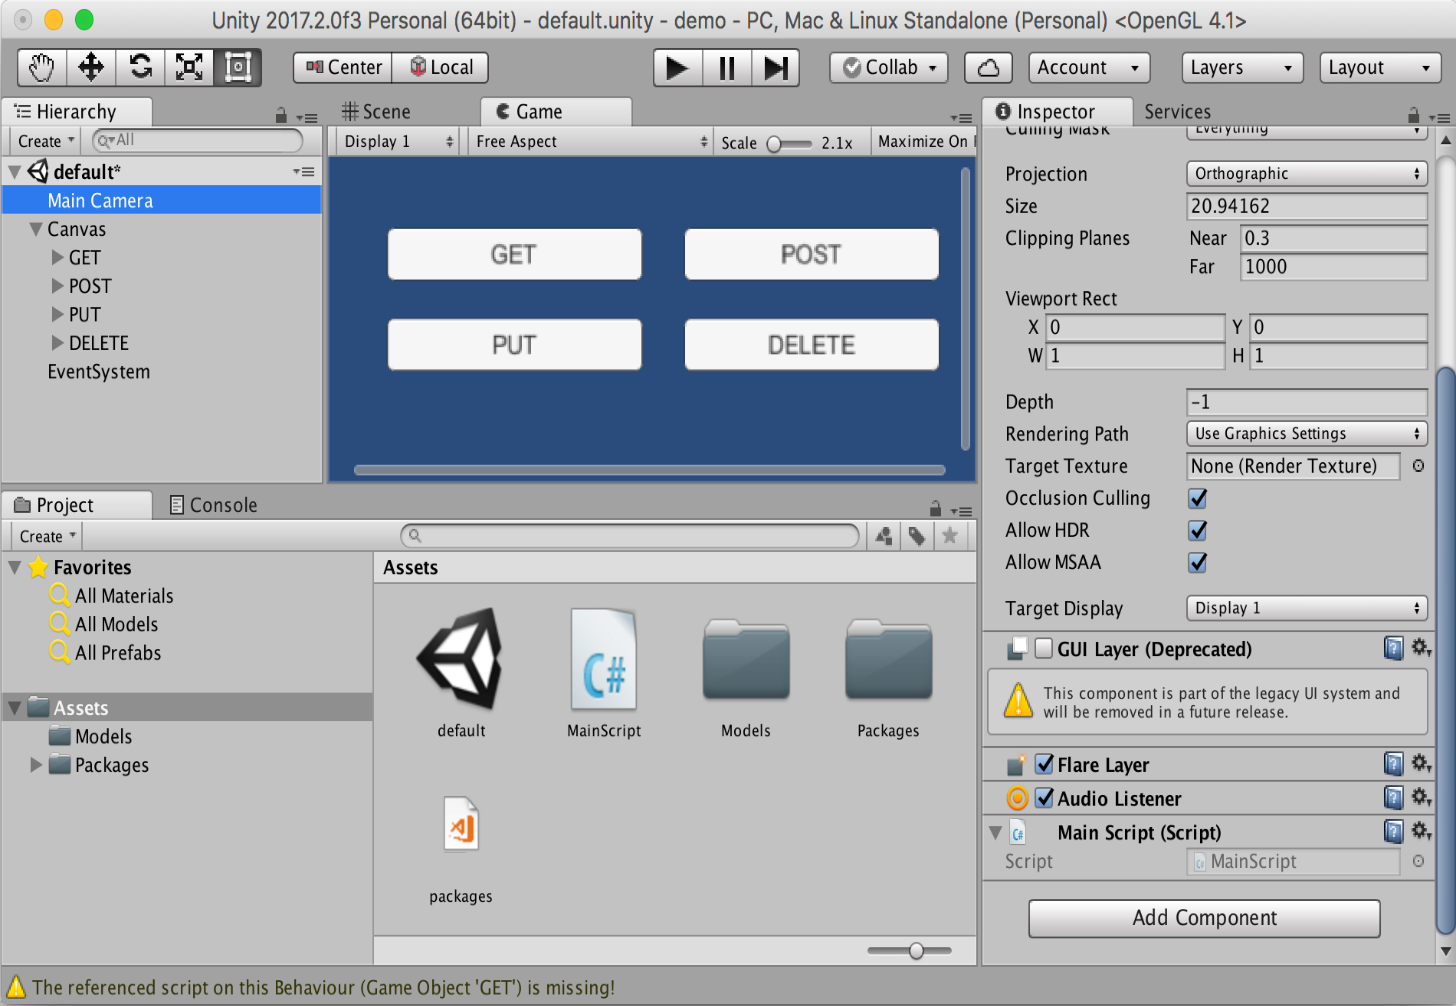 Unity 2017.2.0f3 Personal (64bit) - default.unity - demo - PC, Mac & Linux Standalone (Personal) <OpenGL 4.1>
Center Local Collab Account Layers Layout
Hierarchy
Create All
default*
Main Camera
Canvas
GET
POST
PUT
DELETE
EventSystem
Scene Game
Display 1 Free Aspect Scale 2.1x Maximize On
GET POST
PUT DELETE
Project Console
Create
Favorites
All Materials
All Models
All Prefabs
Assets
Models
Packages
Assets
default MainScript Models Packages
packages
Inspector Services
Culling Mask Everything
Projection Orthographic
Size 20.94162
Clipping Planes Near 0.3
Far 1000
Viewport Rect
X 0 Y 0
W 1 H 1
Depth -1
Rendering Path Use Graphics Settings
Target Texture None (Render Texture)
Occlusion Culling
Allow HDR
Allow MSAA
Target Display Display 1
GUI Layer (Deprecated)
This component is part of the legacy UI system and
will be removed in a future release.
Flare Layer
Audio Listener
C# Main Script (Script)
Script MainScript
Add Component
The referenced script on this Behaviour (Game Object 'GET') is missing!